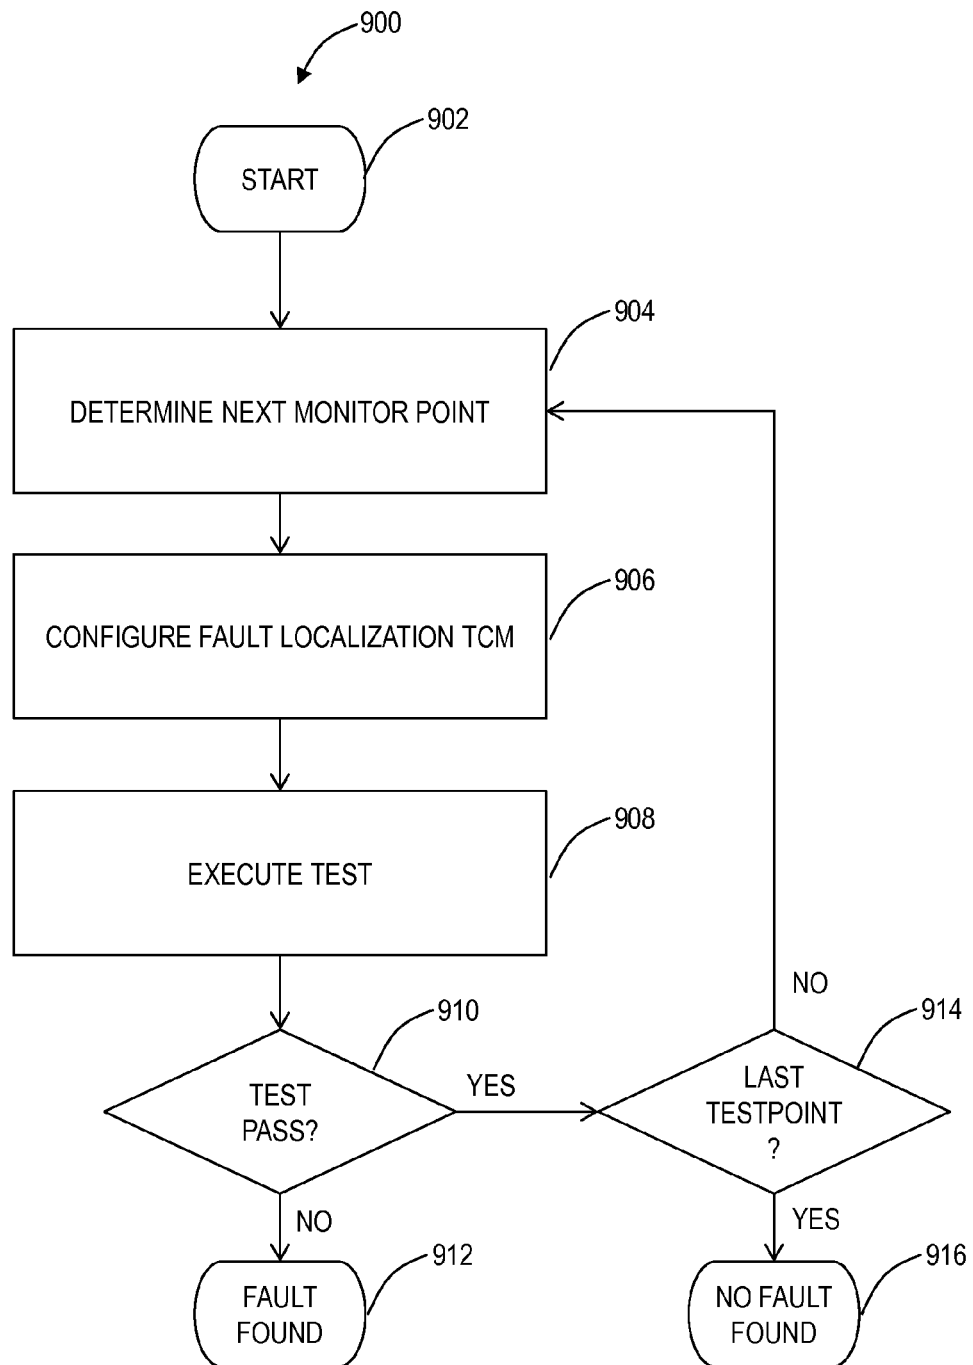 900
902
START
904
DETERMINE NEXT MONITOR POINT
906
CONFIGURE FAULT LOCALIZATION TCM
908
EXECUTE TEST
910
TEST
PASS?
YES
NO
914
LAST
TESTPOINT
?
NO
YES
912
FAULT
FOUND
916
NO FAULT
FOUND